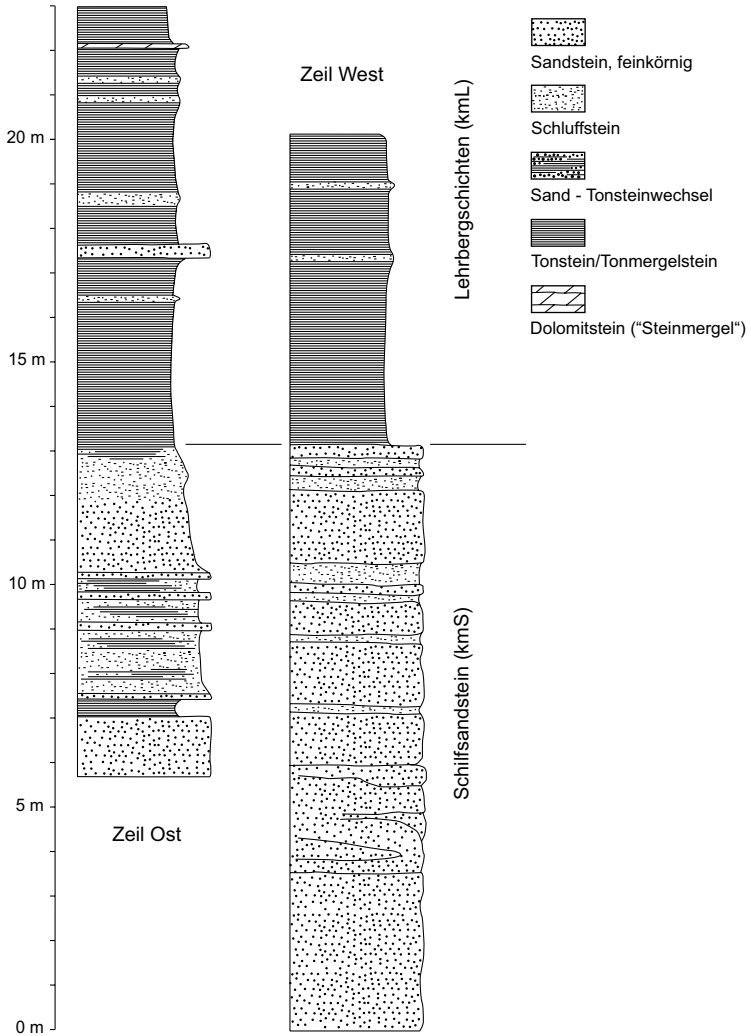 Zeil West
Zeil Ost
20 m
15 m
10 m
5 m
0 m
Lehrbergschichten (kmL)
Schilfsandstein (kmS)
Sandstein, feinkörnig
Schluffstein
Sand - Tonsteinwechsel
Tonstein/Tonmergelstein
Dolomitstein ("Steinmergel“)